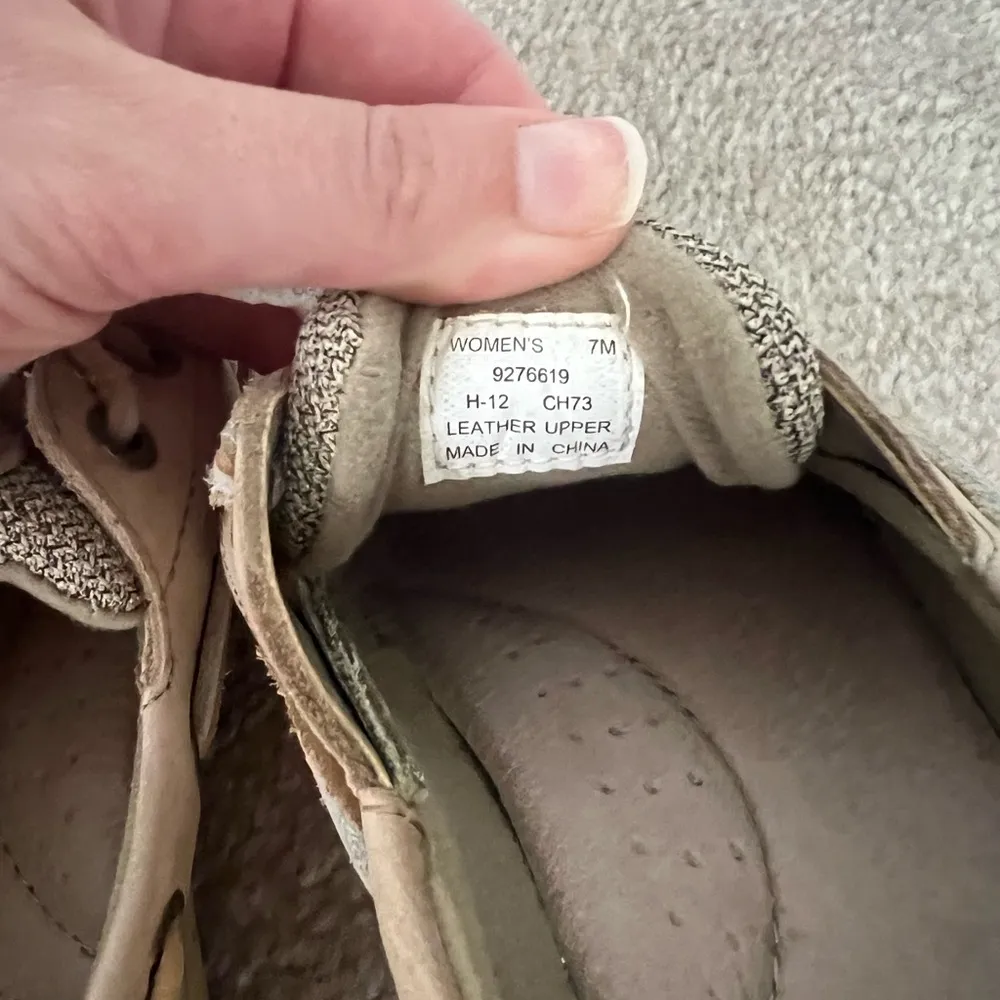 WOMEN'S 7M
9276619
H-12 CH73
LEATHER UPPER
MADE IN CHINA